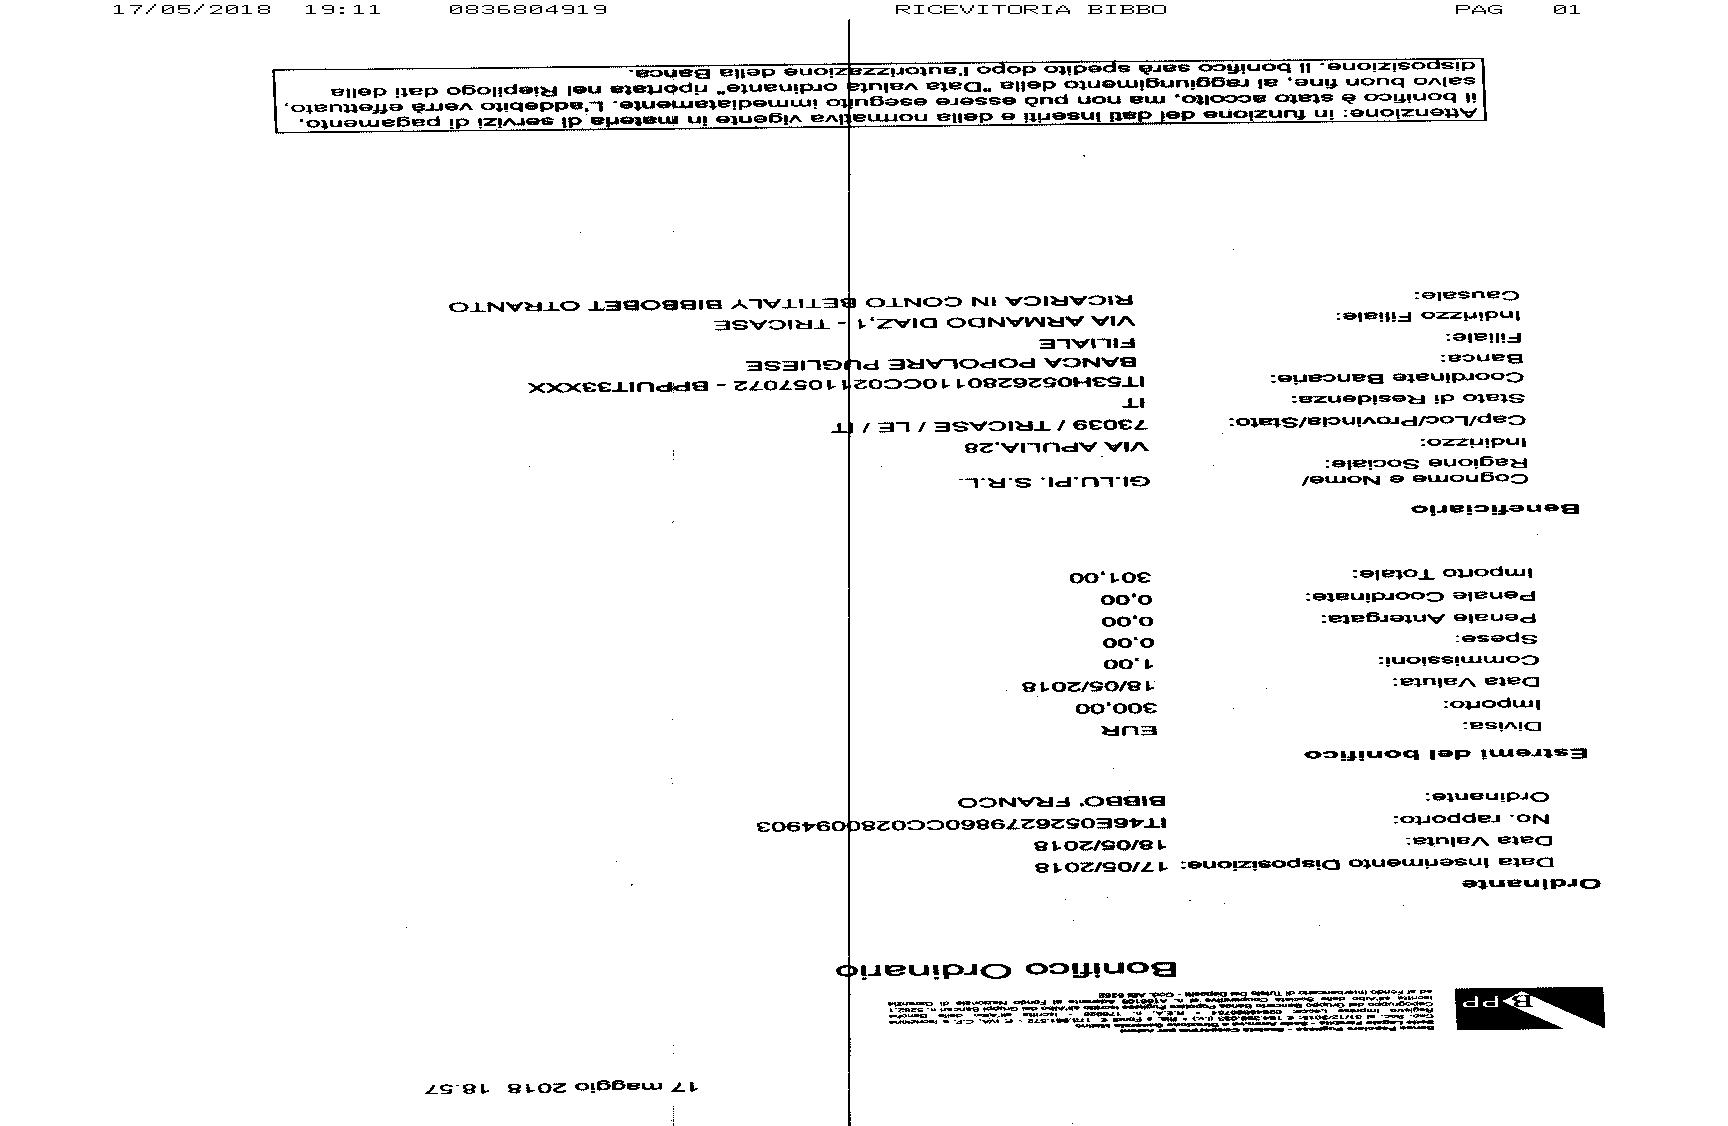 17/05/2018 19:11 0836804919 RICEVITORIA BIBBO PAG 01
17 maggio 2018 18.57
BPP
Bonifico Ordinario
Ordinante
Data inserimento Disposizione: 17/05/2018
Data Valuta: 18/05/2018
No. rapporto: IT46E0526279860CC0280094903
Ordinante: BIBBO' FRANCO
Estremi del bonifico
Divisa: EUR
Importo: 300,00
Data Valuta: 18/05/2018
Commissioni: 1,00
Spese: 0,00
Penale Antergata: 0,00
Penale Coordinate: 0,00
Importo Totale: 301,00
Beneficiario
Cognome e Nome/ GI.LU.PI. S.R.L.
Ragione Sociale:
Indirizzo: VIA APULIA,28
Cap/Loc/Provincia/Stato: 73039 / TRICASE / LE / IT
Stato di Residenza: IT
Coordinate Bancarie: IT53H0526280110CC0211057072 - BPPUIT33XXX
Banca: BANCA POPOLARE PUGLIESE
Filiale: FILIALE
Indirizzo Filiale: VIA ARMANDO DIAZ,1 - TRICASE
Causale: RICARICA IN CONTO BETITALY BIBBOBET OTRANTO
Attenzione: in funzione dei dati inseriti e della normativa vigente in materia di servizi di pagamento,
il bonifico è stato accolto, ma non può essere eseguito immediatamente. L'addebito verrà effettuato,
salvo buon fine, al raggiungimento della "Data valuta ordinante" riportata nel Riepilogo dati della
disposizione. Il bonifico sarà spedito dopo l'autorizzazione della Banca.